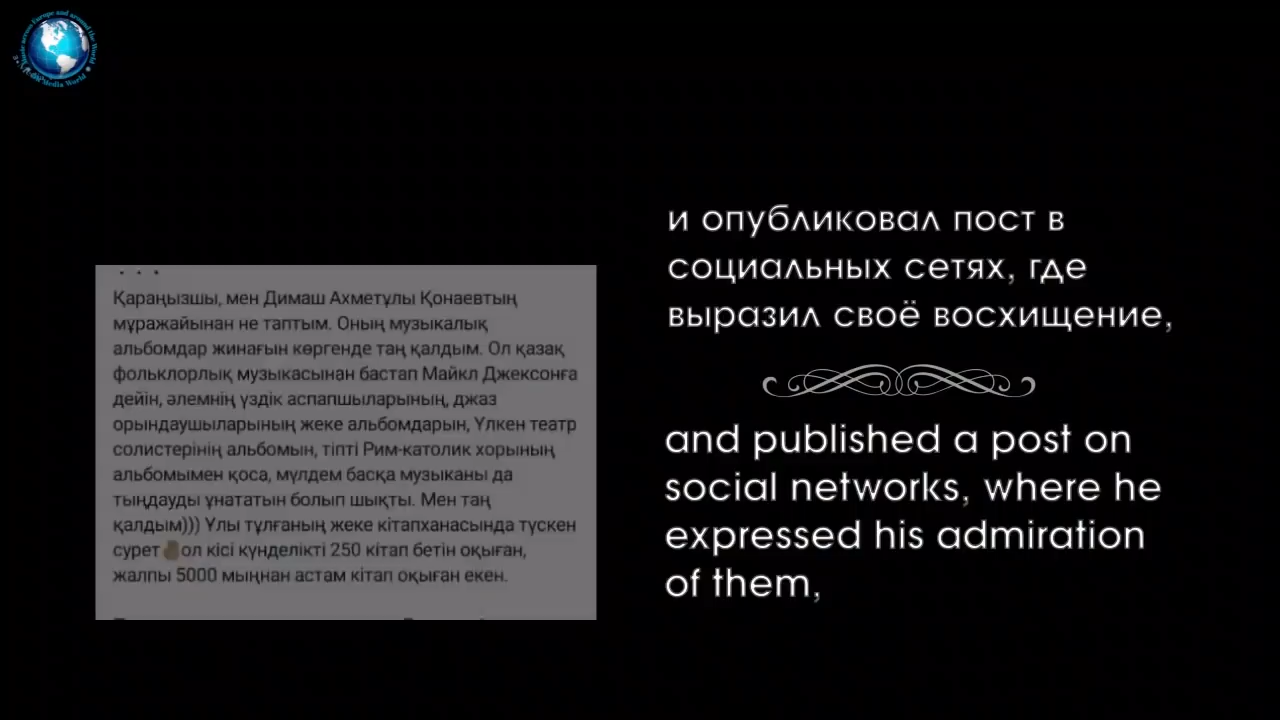 Қараңызшы, мен Димаш Ахметұлы Қонаевтың
мұражайынан не таптым. Оның музыкалық
альбомдар жинағын көргенде таң қалдым. Ол қазақ
фольклорлық музыкасынан бастап Майкл Джексонға
дейін, әлемнің үздік аспапшыларының, джаз
орындаушыларының жеке альбомдарын, Үлкен театр
солистерінің альбомын, тіпті Рим-католик хорының
альбомымен қоса, мүлдем басқа музыканы да
тыңдауды ұнататын болып шықты. Мен таң
қалдым))) Ұлы тұлғаның жеке кітапханасында түскен
сурет ол кісі күнделікті 250 кітап бетін оқыған,
жалпы 5000 мыңнан астам кітап оқыған екен.
и опубликовал пост в
социальных сетях, где
выразил своё восхищение,
and published a post on
social networks, where he
expressed his admiration
of them,